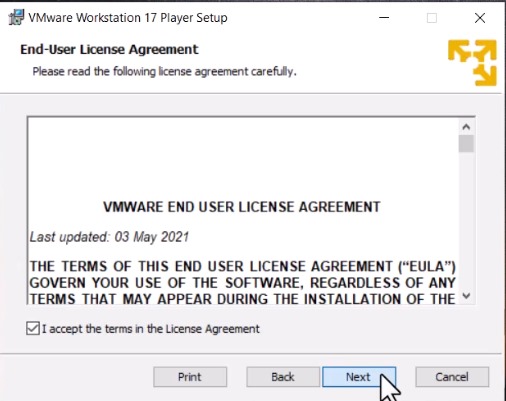 VMware Workstation 17 Player Setup
End-User License Agreement
Please read the following license agreement carefully.
VMWARE END USER LICENSE AGREEMENT
Last updated: 03 May 2021
THE TERMS OF THIS END USER LICENSE AGREEMENT (“EULA”)
GOVERN YOUR USE OF THE SOFTWARE, REGARDLESS OF ANY
TERMS THAT MAY APPEAR DURING THE INSTALLATION OF THE
I accept the terms in the License Agreement
Print Back Next Cancel